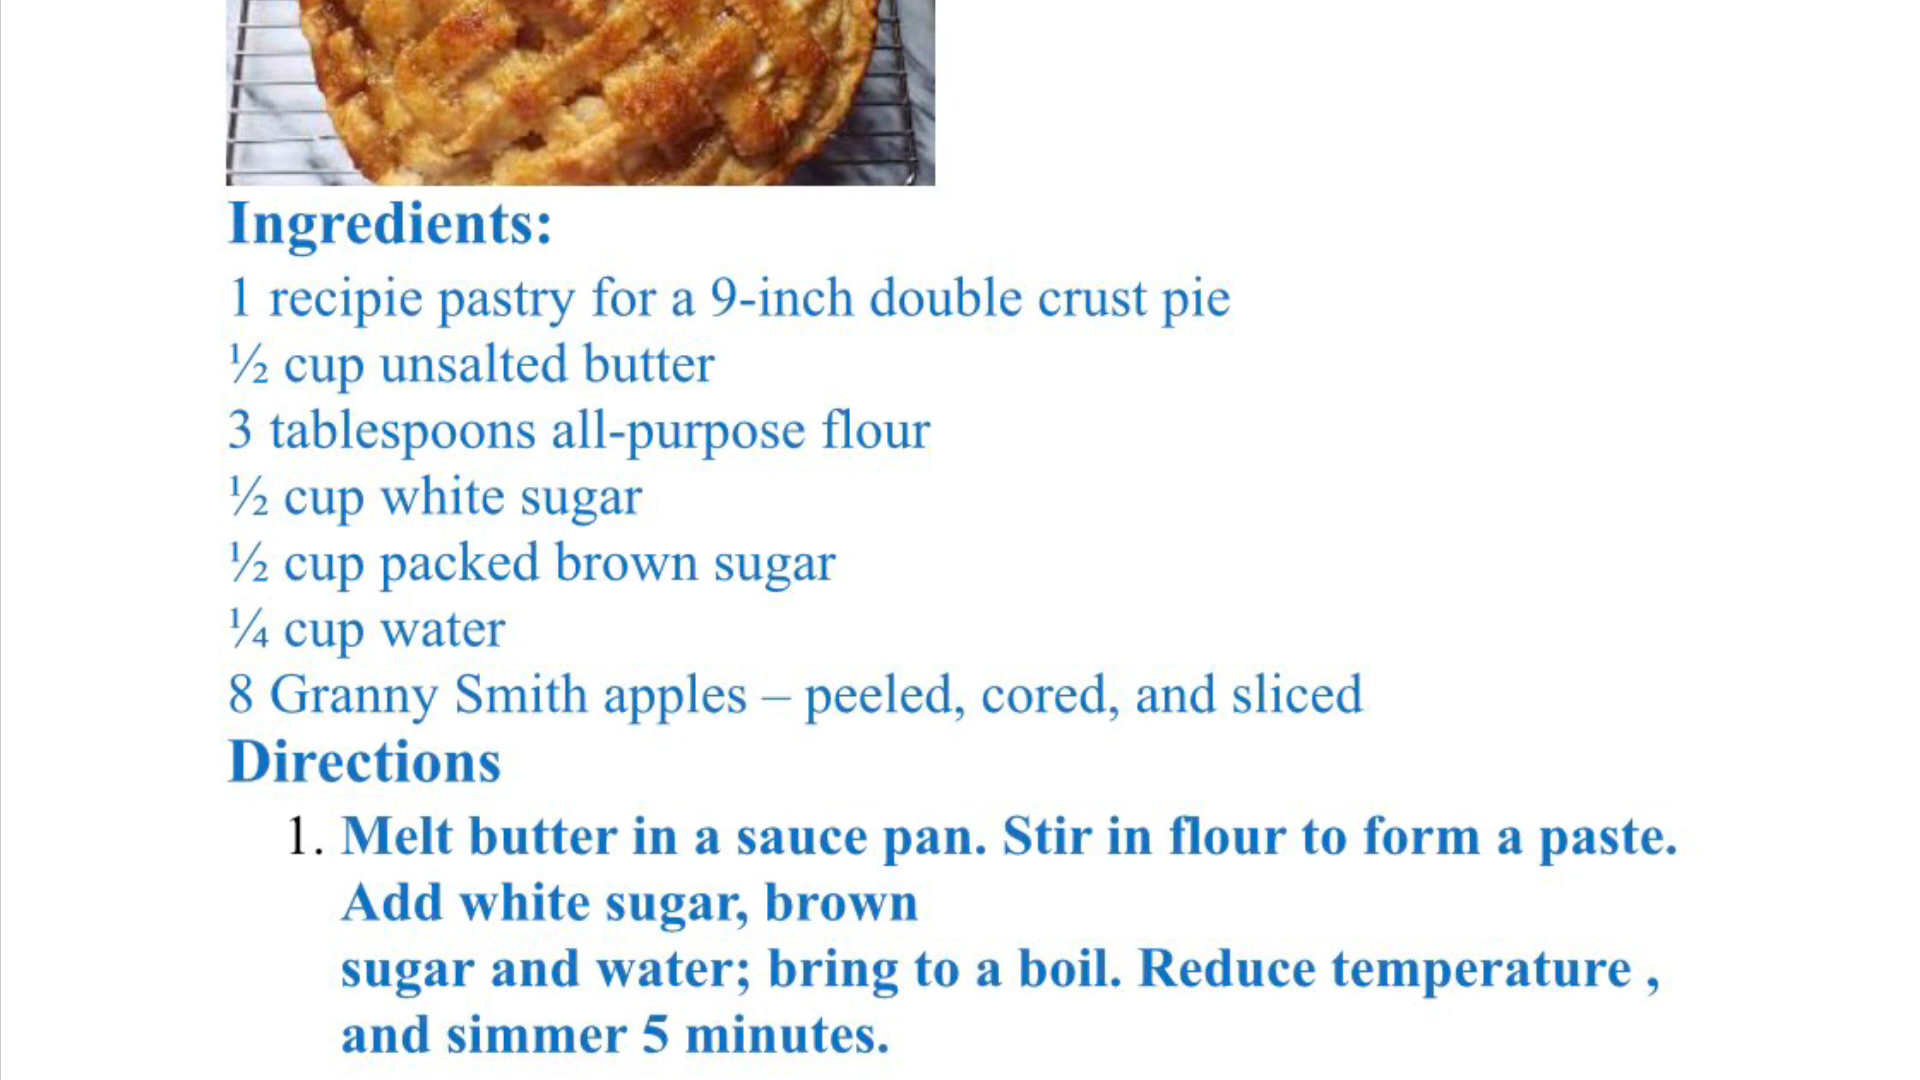 Ingredients:
1 recipie pastry for a 9-inch double crust pie
½ cup unsalted butter
3 tablespoons all-purpose flour
½ cup white sugar
½ cup packed brown sugar
¼ cup water
8 Granny Smith apples – peeled, cored, and sliced
Directions
1. Melt butter in a sauce pan. Stir in flour to form a paste.
Add white sugar, brown
sugar and water; bring to a boil. Reduce temperature ,
and simmer 5 minutes.